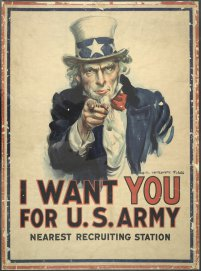 I WANT YOU
FOR U.S. ARMY
NEAREST RECRUITING STATION